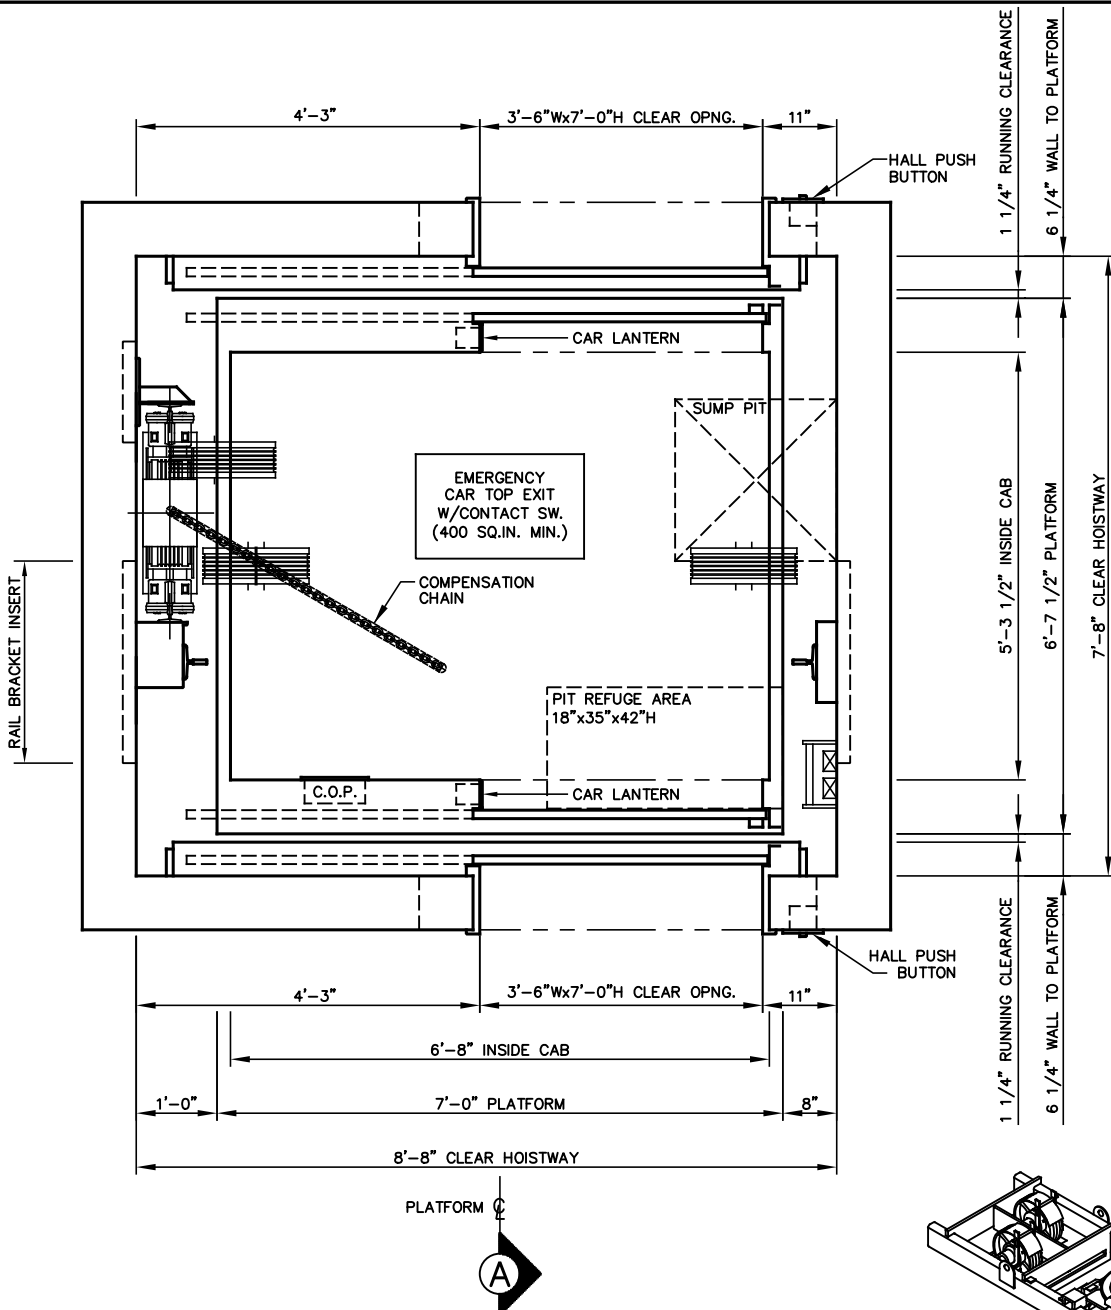 4'-3"
3'-6"Wx7'-0"H CLEAR OPNG.
11"
1 1/4" RUNNING CLEARANCE
6 1/4" WALL TO PLATFORM
HALL PUSH
BUTTON
CAR LANTERN
SUMP PIT
EMERGENCY
CAR TOP EXIT
W/CONTACT SW.
(400 SQ.IN. MIN.)
COMPENSATION
CHAIN
RAIL BRACKET INSERT
5'-3 1/2" INSIDE CAB
6'-7 1/2" PLATFORM
7'-8" CLEAR HOISTWAY
PIT REFUGE AREA
18"x35"x42"H
C.O.P.
CAR LANTERN
HALL PUSH
BUTTON
1 1/4" RUNNING CLEARANCE
6 1/4" WALL TO PLATFORM
4'-3"
3'-6"Wx7'-0"H CLEAR OPNG.
11"
6'-8" INSIDE CAB
1'-0"
7'-0" PLATFORM
8"
8'-8" CLEAR HOISTWAY
PLATFORM ℄
A